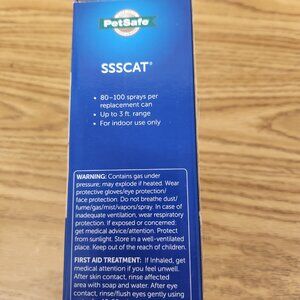 PetSafe
SSSCAT®
• 80–100 sprays per
replacement can
• Up to 3 ft. range
• For indoor use only
WARNING: Contains gas under
pressure; may explode if heated. Wear
protective gloves/eye protection/
face protection. Do not breathe dust/
fume/gas/mist/vapors/spray. In case of
inadequate ventilation, wear respiratory
protection. If exposed or concerned:
get medical advice/attention. Protect
from sunlight. Store in a well-ventilated
place. Keep out of the reach of children.
FIRST AID TREATMENT: If Inhaled, get
medical attention if you feel unwell.
After skin contact, rinse affected
area with soap and water. After eye
contact, rinse/flush eyes gently using